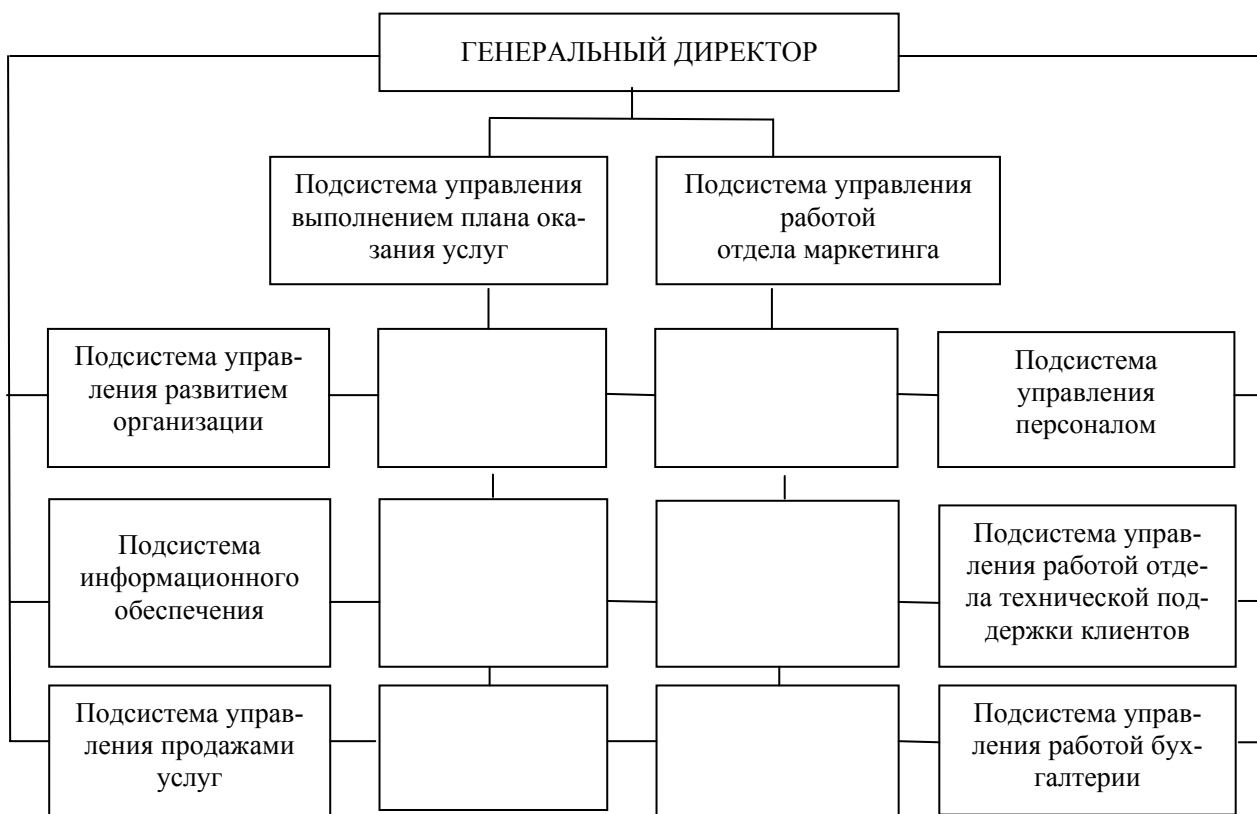 ГЕНЕРАЛЬНЫЙ ДИРЕКТОР
Подсистема управления
выполнением плана ока-
зания услуг
Подсистема управления
работой
отдела маркетинга
Подсистема управ-
ления развитием
организации
Подсистема
управления
персоналом
Подсистема
информационного
обеспечения
Подсистема управ-
ления работой отде-
ла технической под-
держки клиентов
Подсистема управ-
ления продажами
услуг
Подсистема управ-
ления работой бух-
галтерии